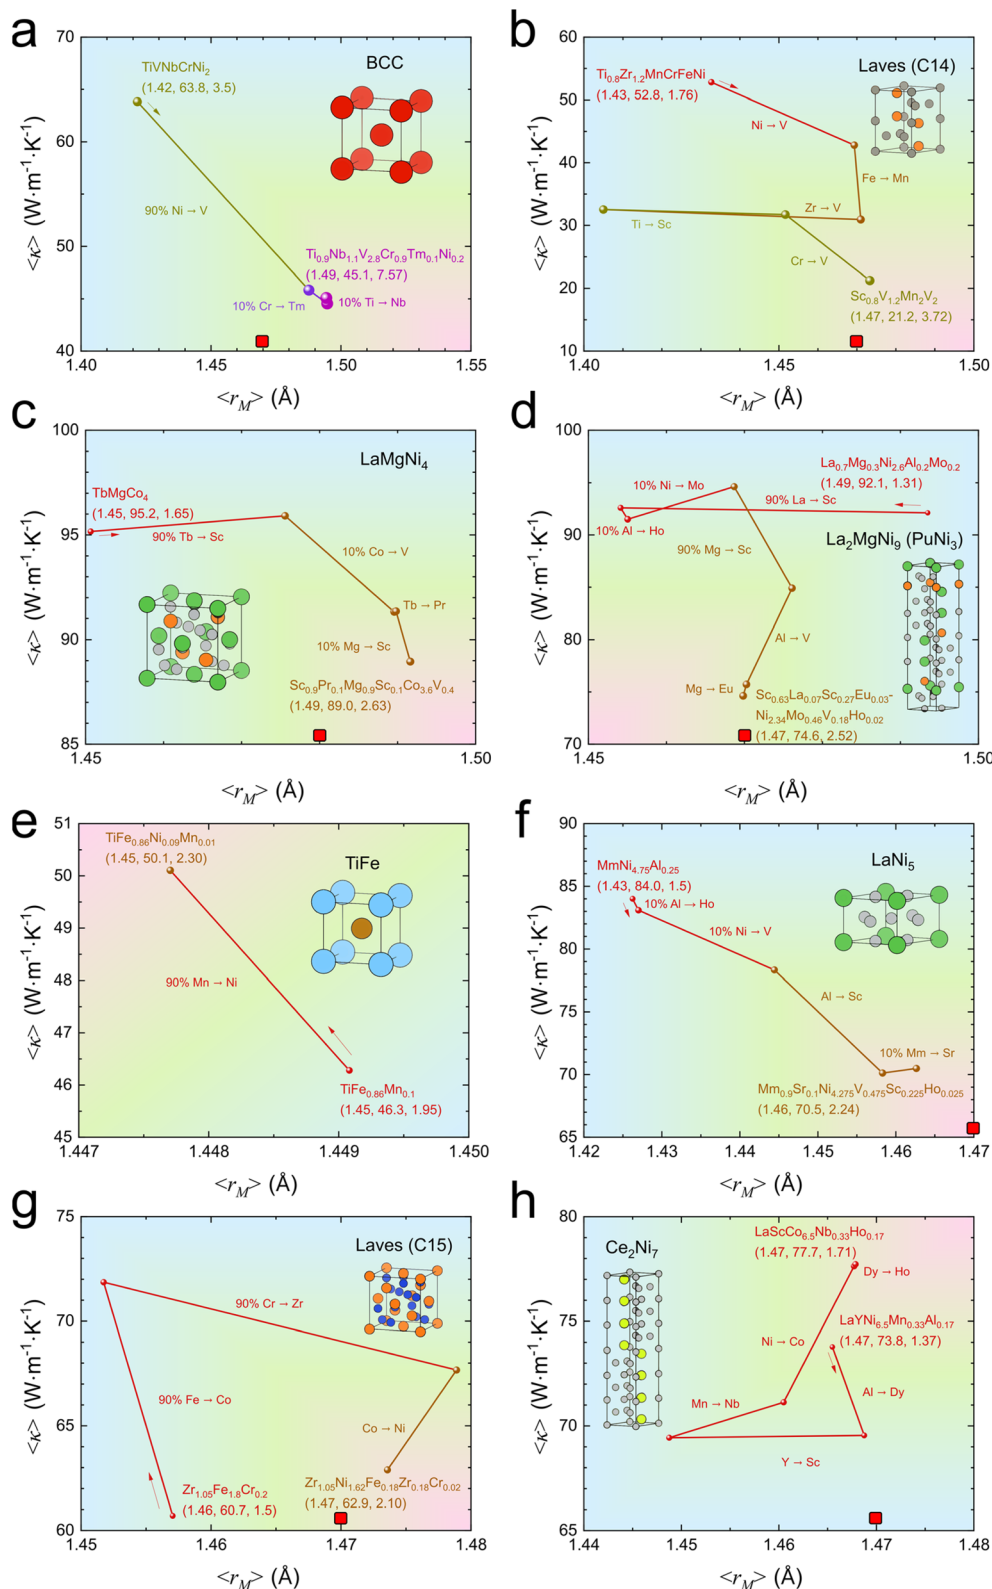 a
70
60
50
40
1.40
1.45
1.50
1.55
<κ> (W·m⁻¹·K⁻¹)
<r_M> (Å)
BCC
TiVNbCrNi₂
(1.42, 63.8, 3.5)
90% Ni → V
Ti₀.₉Nb₁.₁V₂.₈Cr₀.₉Tm₀.₁Ni₀.₂
(1.49, 45.1, 7.57)
10% Cr → Tm
10% Ti → Nb
b
60
50
40
30
20
10
1.40
1.45
1.50
<κ> (W·m⁻¹·K⁻¹)
<r_M> (Å)
Laves (C14)
Ti₀.₈Zr₁.₂MnCrFeNi
(1.43, 52.8, 1.76)
Ni → V
Fe → Mn
Zr → V
Ti → Sc
Cr → V
Sc₀.₈V₁.₂Mn₂V₂
(1.47, 21.2, 3.72)
c
100
95
90
85
1.45
1.50
<κ> (W·m⁻¹·K⁻¹)
<r_M> (Å)
LaMgNi₄
TbMgCo₄
(1.45, 95.2, 1.65)
90% Tb → Sc
10% Co → V
Tb → Pr
10% Mg → Sc
Sc₀.₉Pr₀.₁Mg₀.₉Sc₀.₁Co₃.₆V₀.₄
(1.49, 89.0, 2.63)
d
100
90
80
70
1.45
1.50
<κ> (W·m⁻¹·K⁻¹)
<r_M> (Å)
La₀.₇Mg₀.₃Ni₂.₆Al₀.₂Mo₀.₂
(1.49, 92.1, 1.31)
10% Ni → Mo
90% La → Sc
10% Al → Ho
La₂MgNi₉ (PuNi₃)
90% Mg → Sc
Al → V
Mg → Eu
Sc₀.₆₃La₀.₀₇Sc₀.₂₇Eu₀.₀₃-
Ni₂.₃₄Mo₀.₄₆V₀.₁₈Ho₀.₀₂
(1.47, 74.6, 2.52)
e
51
50
49
48
47
46
45
1.447
1.448
1.449
1.450
<κ> (W·m⁻¹·K⁻¹)
<r_M> (Å)
TiFe₀.₈₆Ni₀.₀₉Mn₀.₀₁
(1.45, 50.1, 2.30)
TiFe
90% Mn → Ni
TiFe₀.₈₆Mn₀.₁
(1.45, 46.3, 1.95)
f
90
85
80
75
70
65
1.42
1.43
1.44
1.45
1.46
1.47
<κ> (W·m⁻¹·K⁻¹)
<r_M> (Å)
LaNi₅
MmNi₄.₇₅Al₀.₂₅
(1.43, 84.0, 1.5)
10% Al → Ho
10% Ni → V
Al → Sc
10% Mm → Sr
Mm₀.₉Sr₀.₁Ni₄.₂₇₅V₀.₄₇₅Sc₀.₂₂₅Ho₀.₀₂₅
(1.46, 70.5, 2.24)
g
75
70
65
60
1.45
1.46
1.47
1.48
<κ> (W·m⁻¹·K⁻¹)
<r_M> (Å)
Laves (C15)
90% Cr → Zr
90% Fe → Co
Co → Ni
Zr₁.₀₅Fe₁.₈Cr₀.₂
(1.46, 60.7, 1.5)
Zr₁.₀₅Ni₁.₆₂Fe₀.₁₈Zr₀.₁₈Cr₀.₀₂
(1.47, 62.9, 2.10)
h
80
75
70
65
1.43
1.44
1.45
1.46
1.47
1.48
<κ> (W·m⁻¹·K⁻¹)
<r_M> (Å)
Ce₂Ni₇
LaScCo₆.₅Nb₀.₃₃Ho₀.₁₇
(1.47, 77.7, 1.71)
Dy → Ho
LaYNi₆.₅Mn₀.₃₃Al₀.₁₇
(1.47, 73.8, 1.37)
Ni → Co
Al → Dy
Mn → Nb
Y → Sc